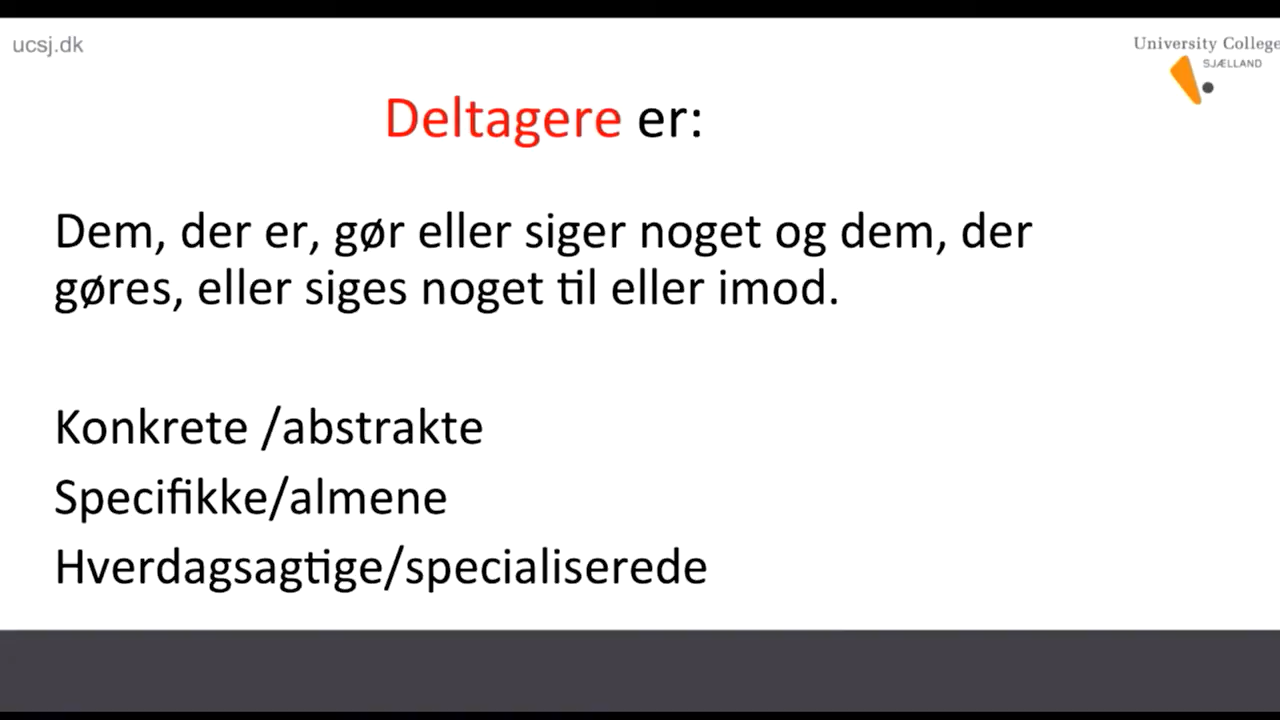 ucsj.dk
University College
SJÆLLAND
Deltagere er:
Dem, der er, gør eller siger noget og dem, der
gøres, eller siges noget til eller imod.
Konkrete /abstrakte
Specifikke/almene
Hverdagsagtige/specialiserede